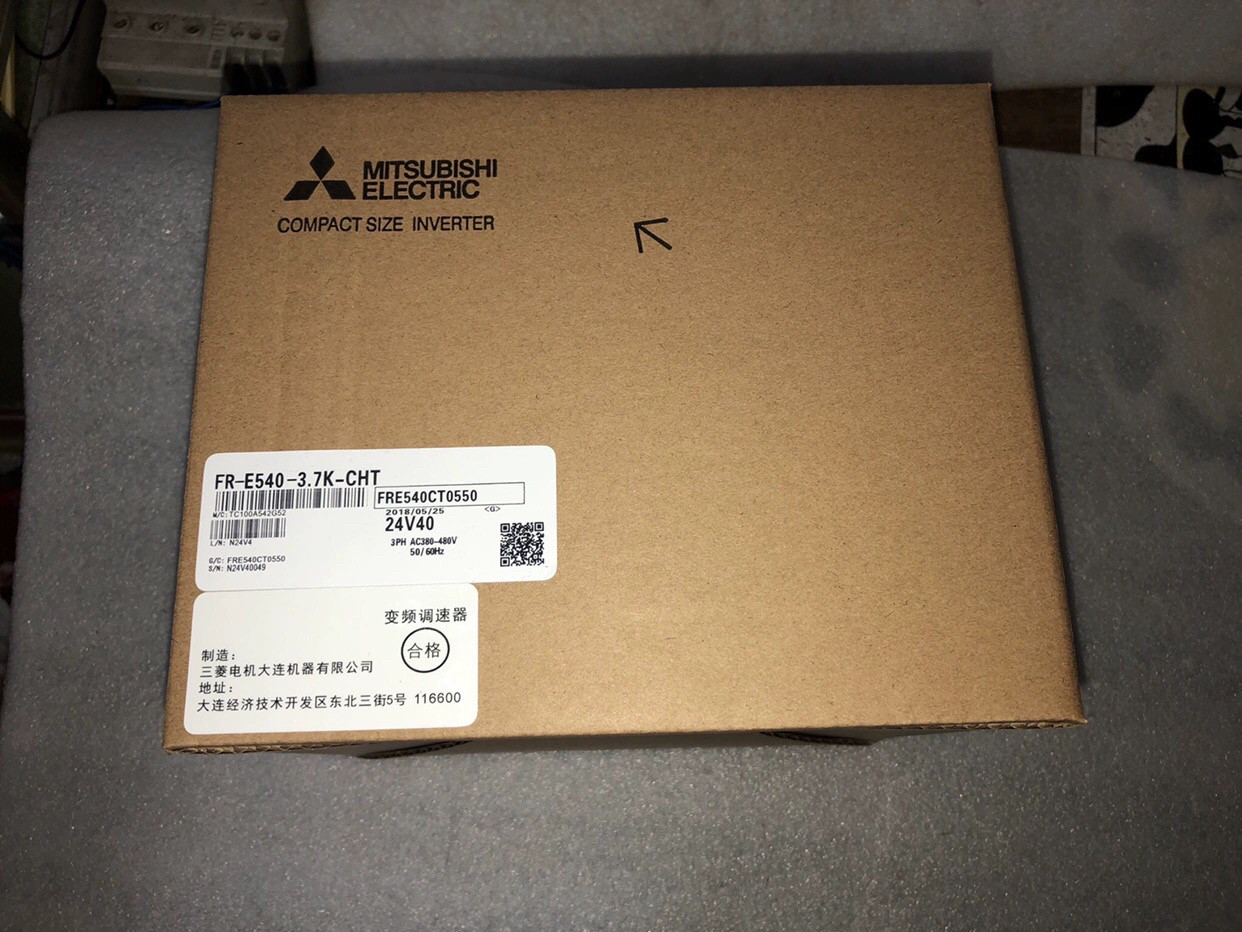 MITSUBISHI
ELECTRIC
COMPACT SIZE INVERTER
FR-E540-3.7K-CHT
FRE540CT0550
M/C:TC100A542G52
2018/05/25 <G>
24V40
L/N: N24V4
3PH AC380-480V
50/60Hz
G/C: FRE540CT0550
S/N: N24V40049
变频调速器
合格
制造：
三菱电机大连机器有限公司
地址：
大连经济技术开发区东北三街5号 116600